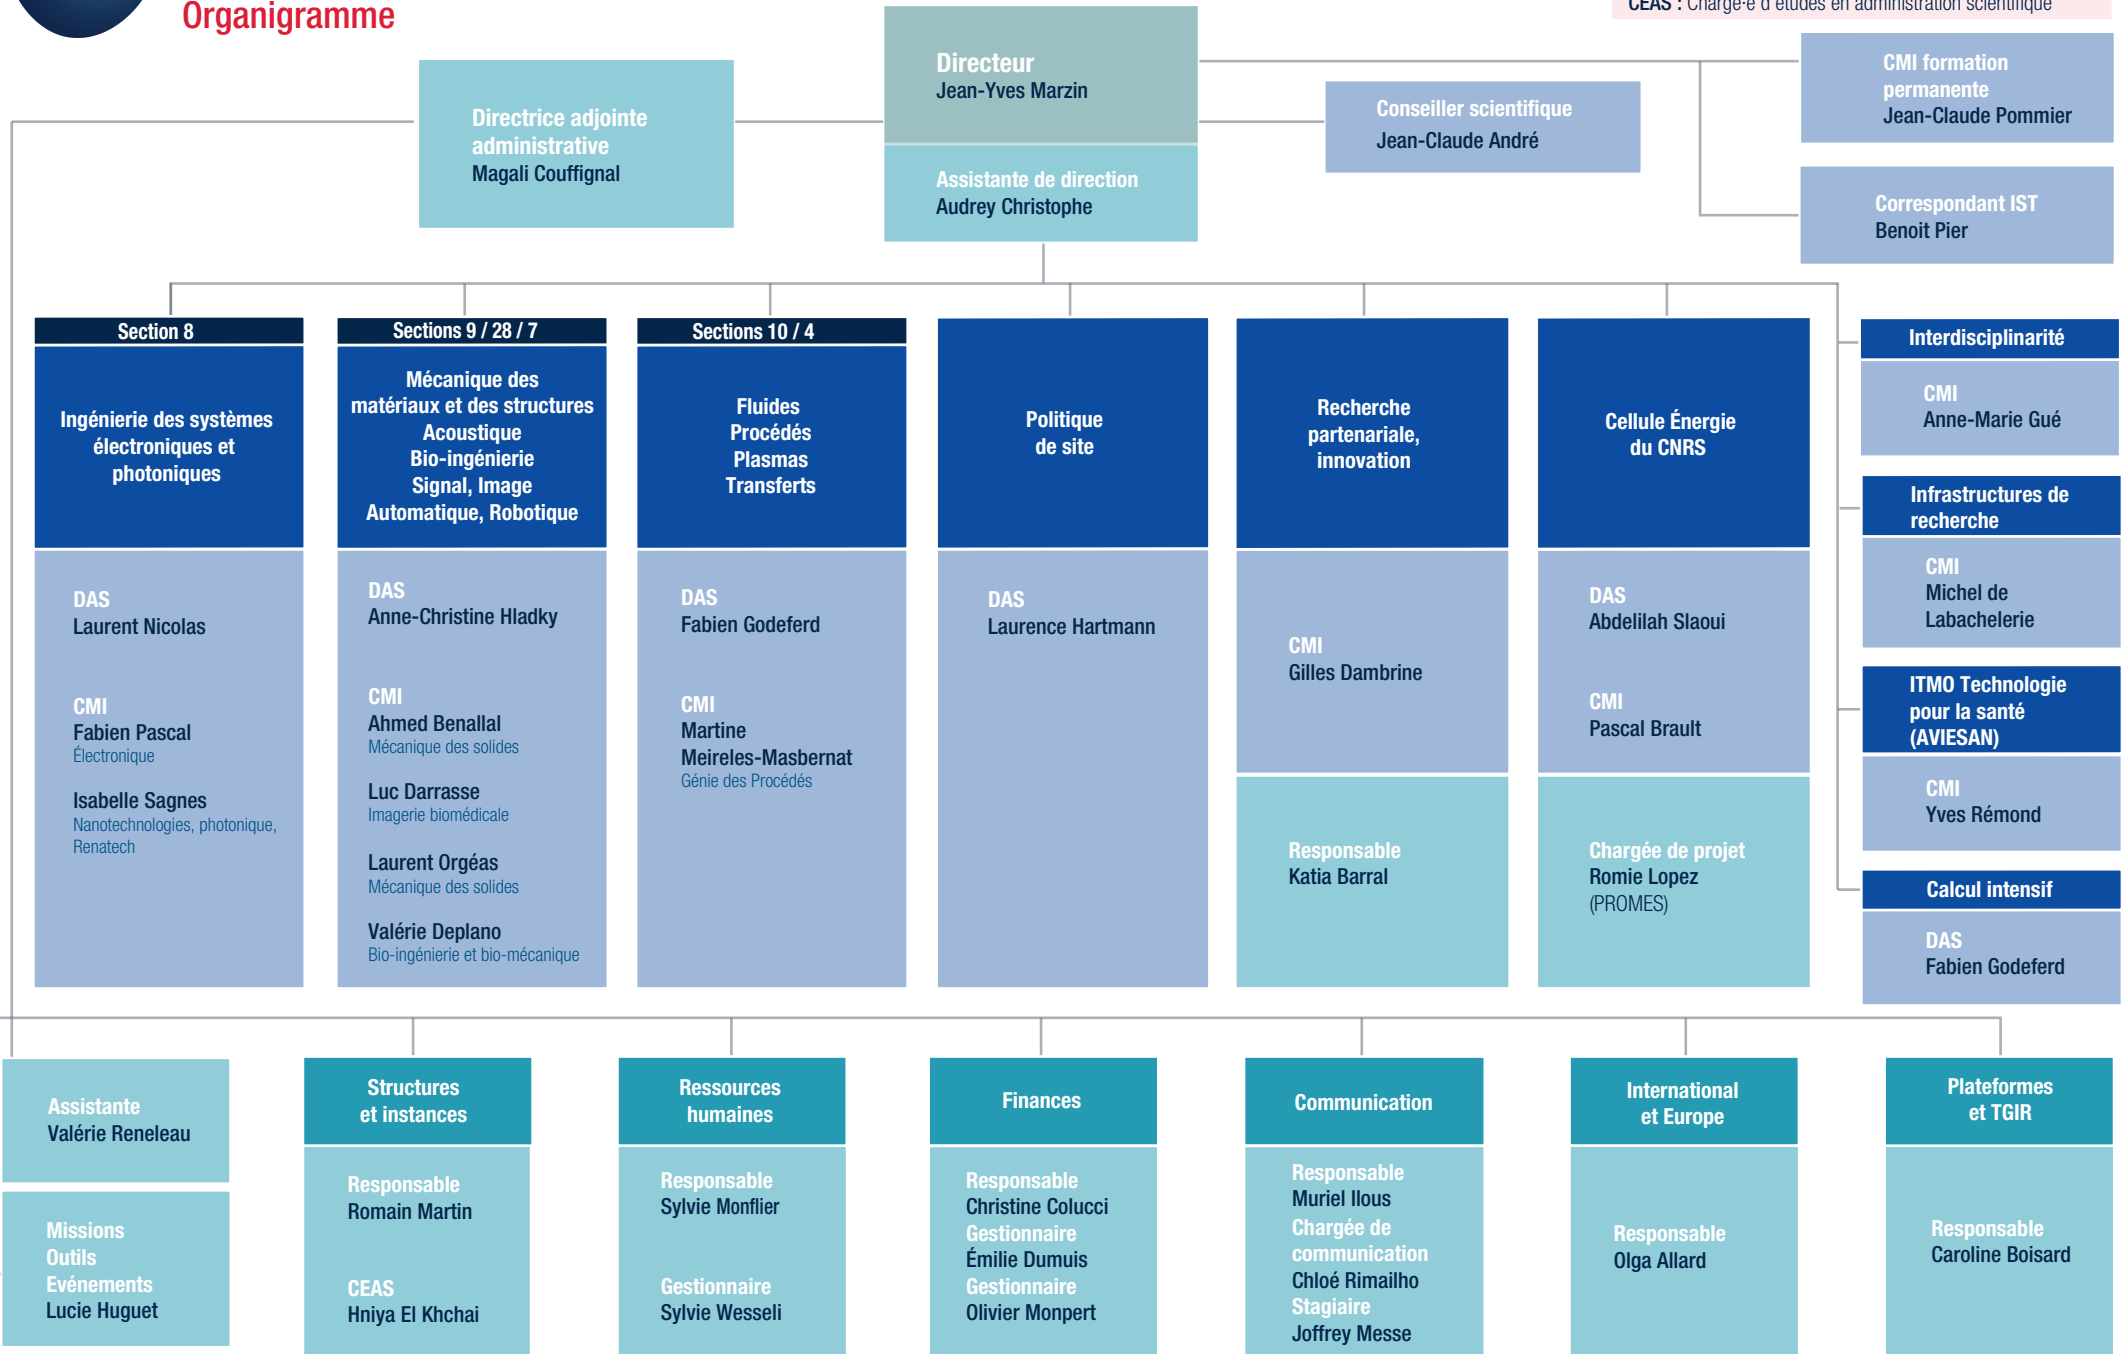 Organigramme
CEAS : Chargé·e d'études en administration scientifique
Directeur
Jean-Yves Marzin
Assistante de direction
Audrey Christophe
Directrice adjointe
administrative
Magali Couffignal
Conseiller scientifique
Jean-Claude André
CMI formation
permanente
Jean-Claude Pommier
Correspondant IST
Benoit Pier
Section 8
Ingénierie des systèmes
électroniques et
photoniques
DAS
Laurent Nicolas
CMI
Fabien Pascal
Électronique
Isabelle Sagnes
Nanotechnologies, photonique,
Renatech
Sections 9 / 28 / 7
Mécanique des
matériaux et des structures
Acoustique
Bio-ingénierie
Signal, Image
Automatique, Robotique
DAS
Anne-Christine Hladky
CMI
Ahmed Benallal
Mécanique des solides
Luc Darrasse
Imagerie biomédicale
Laurent Orgéas
Mécanique des solides
Valérie Deplano
Bio-ingénierie et bio-mécanique
Sections 10 / 4
Fluides
Procédés
Plasmas
Transferts
DAS
Fabien Godeferd
CMI
Martine
Meireles-Masbernat
Génie des Procédés
Politique
de site
DAS
Laurence Hartmann
Recherche
partenariale,
innovation
CMI
Gilles Dambrine
Responsable
Katia Barral
Cellule Énergie
du CNRS
DAS
Abdelilah Slaoui
CMI
Pascal Brault
Chargée de projet
Romie Lopez
(PROMES)
Interdisciplinarité
CMI
Anne-Marie Gué
Infrastructures de
recherche
CMI
Michel de
Labachelerie
ITMO Technologie
pour la santé
(AVIESAN)
CMI
Yves Rémond
Calcul intensif
DAS
Fabien Godeferd
Assistante
Valérie Reneleau
Missions
Outils
Evénements
Lucie Huguet
Structures
et instances
Responsable
Romain Martin
CEAS
Hniya El Khchai
Ressources
humaines
Responsable
Sylvie Monflier
Gestionnaire
Sylvie Wesseli
Finances
Responsable
Christine Colucci
Gestionnaire
Émilie Dumuis
Gestionnaire
Olivier Monpert
Communication
Responsable
Muriel Ilous
Chargée de
communication
Chloé Rimailho
Stagiaire
Joffrey Messe
International
et Europe
Responsable
Olga Allard
Plateformes
et TGIR
Responsable
Caroline Boisard